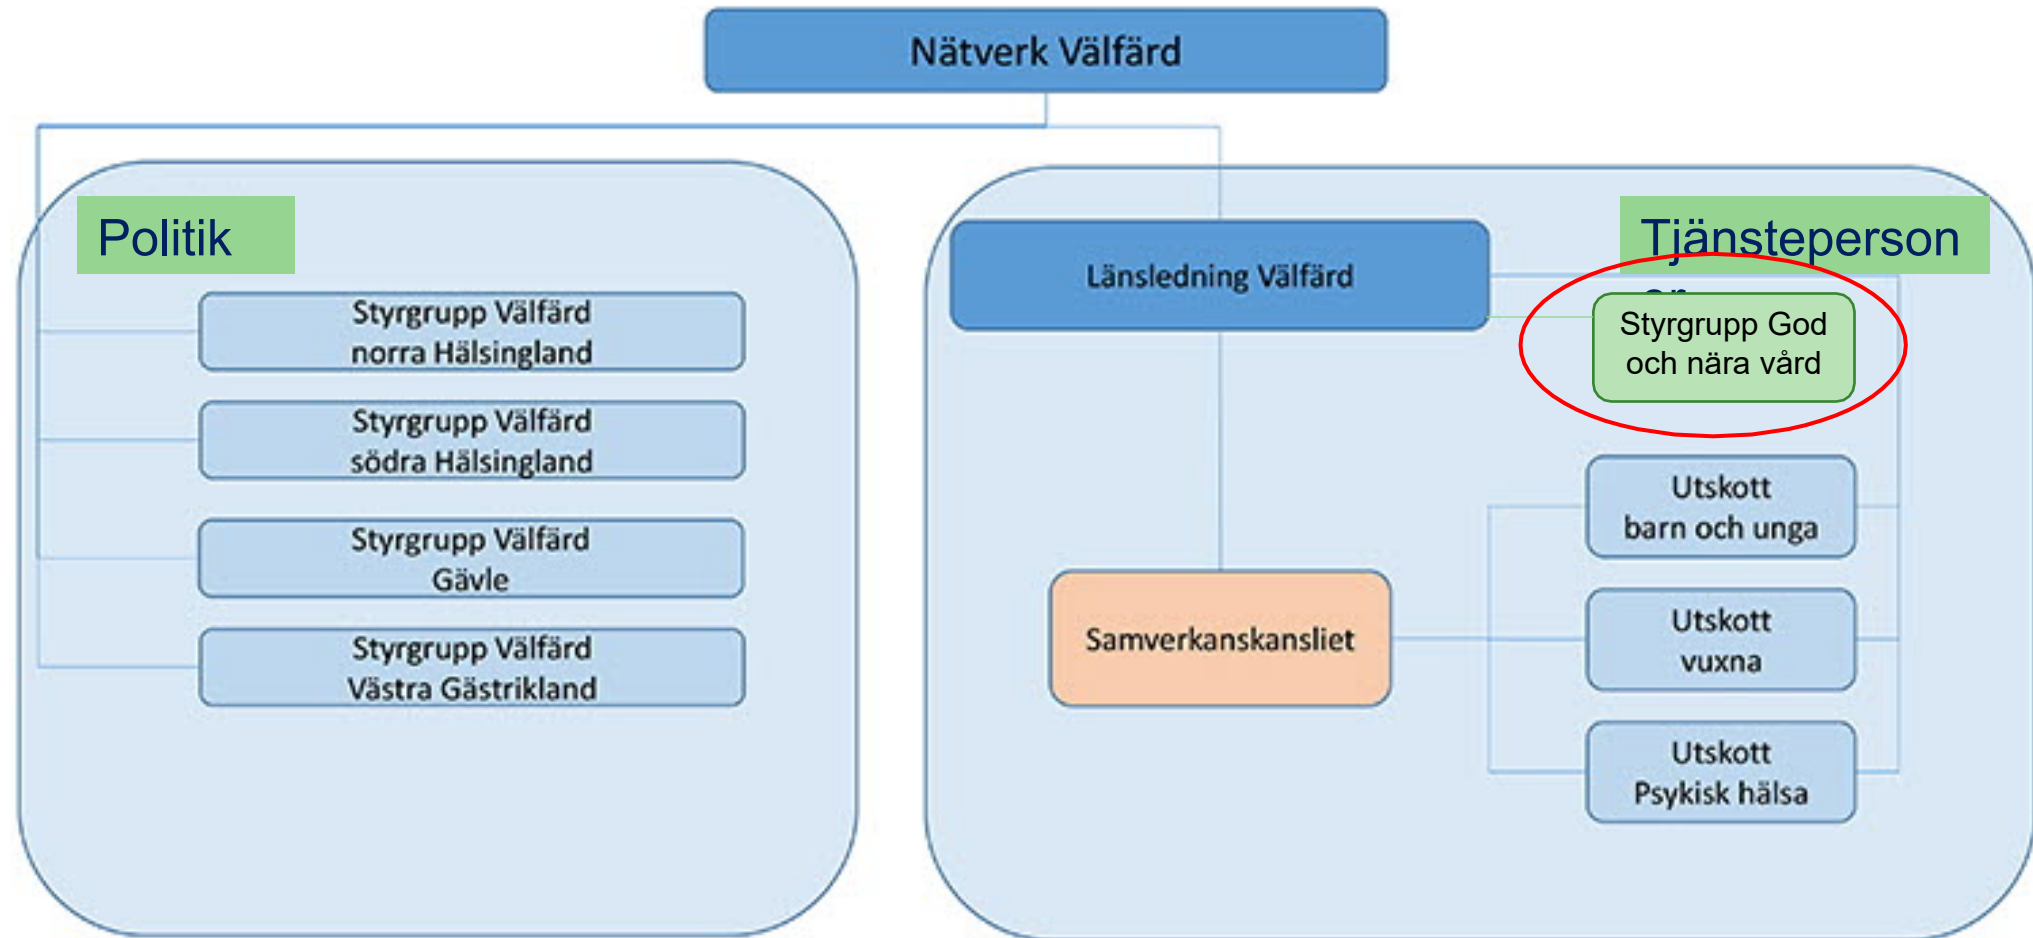 Nätverk Välfärd
Politik
Styrgrupp Välfärd
norra Hälsingland
Styrgrupp Välfärd
södra Hälsingland
Styrgrupp Välfärd
Gävle
Styrgrupp Välfärd
Västra Gästrikland
Tjänsteperson
er
Länsledning Välfärd
Styrgrupp God
och nära vård
Samverkanskansliet
Utskott
barn och unga
Utskott
vuxna
Utskott
Psykisk hälsa